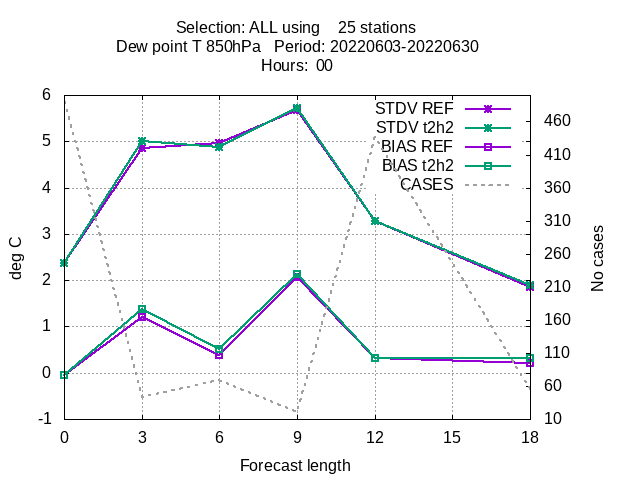 Selection: ALL using    25 stations
Dew point T 850hPa   Period: 20220603-20220630
Hours:  00
STDV REF
STDV t2h2
BIAS REF
BIAS t2h2
CASES
6
5
4
3
2
1
0
-1
deg C
460
410
360
310
260
210
160
110
60
10
No cases
0 3 6 9 12 15 18
Forecast length